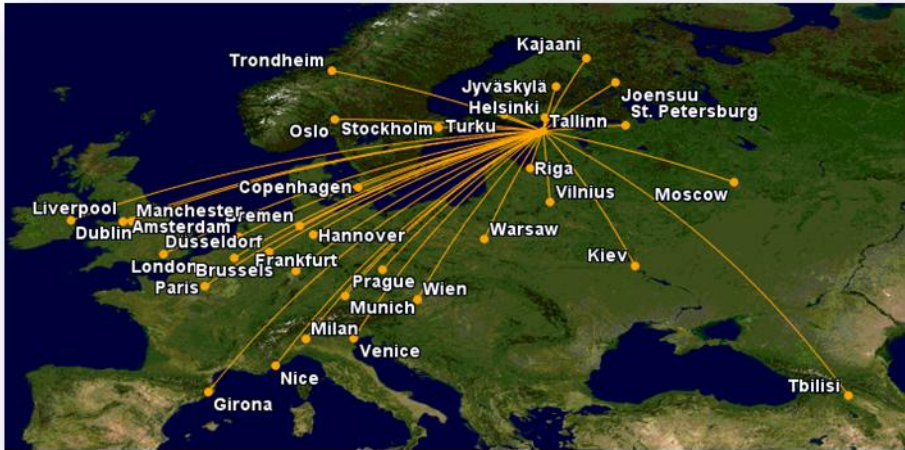 Kajaani
Trondheim
Jyväskylä
Joensuu
Helsinki
St. Petersburg
Oslo
Stockholm
Turku
Tallinn
Riga
Copenhagen
Vilnius
Moscow
Liverpool
Manchester
Bremen
Dublin
Amsterdam
Warsaw
Hannover
Düsseldorf
Kiev
Frankfurt
London
Brussels
Prague
Paris
Wien
Munich
Milan
Venice
Nice
Tbilisi
Girona